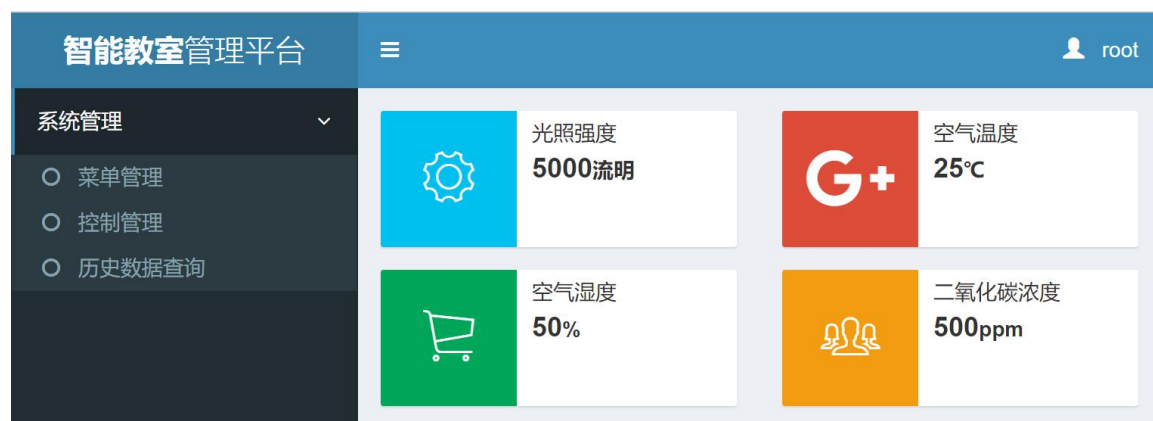 智能教室管理平台
root
系统管理
菜单管理
控制管理
历史数据查询
光照强度
5000流明
G+
空气温度
25℃
空气湿度
50%
二氧化碳浓度
500ppm